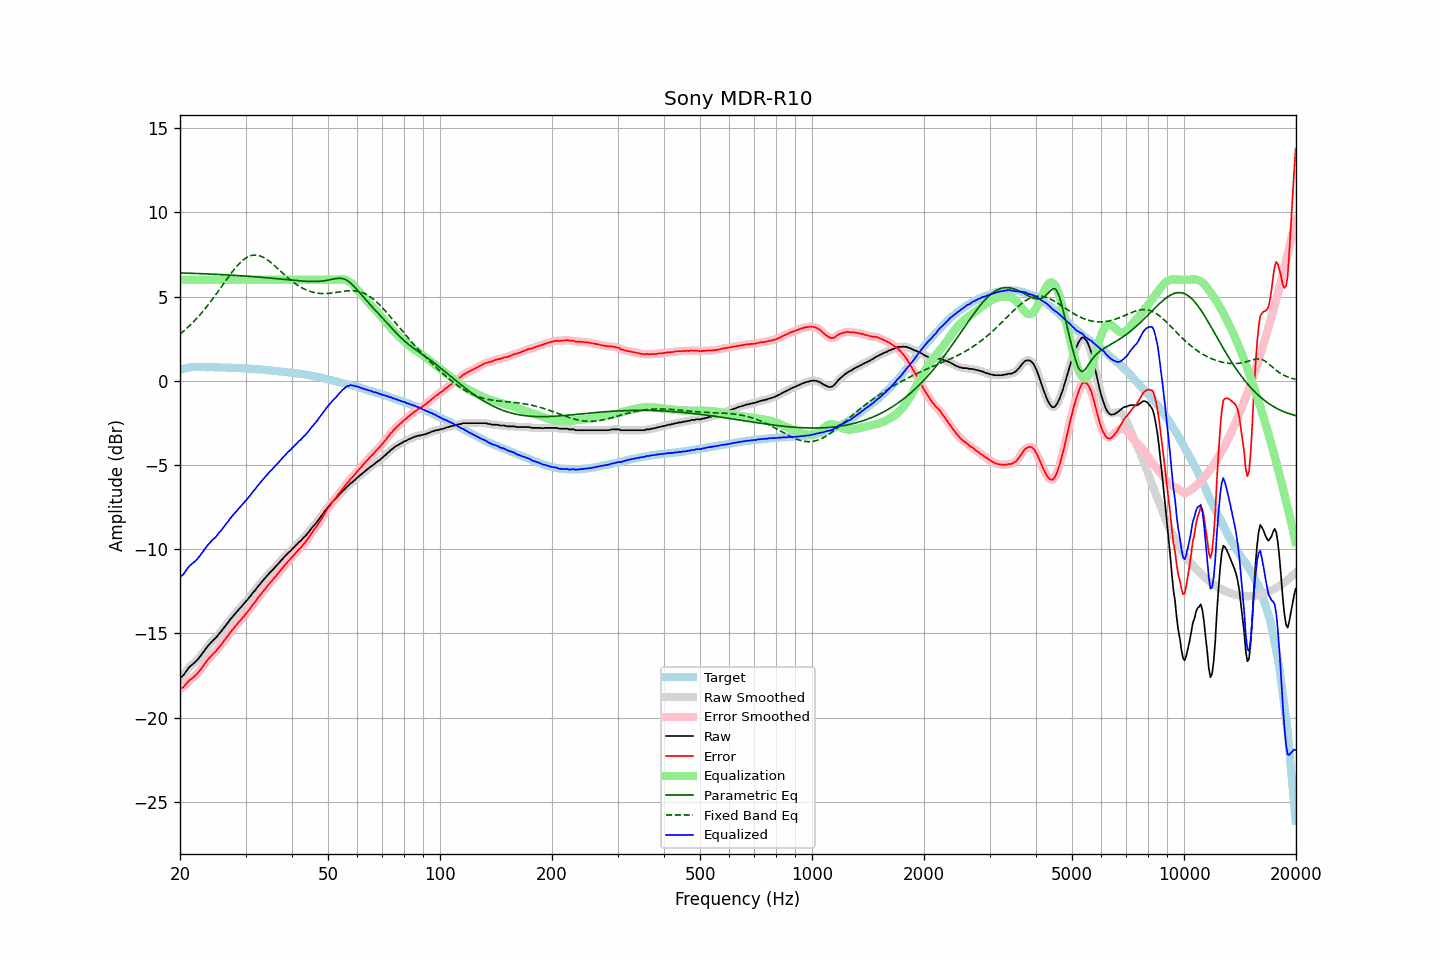 Sony MDR-R10
15
10
5
0
−5
−10
−15
−20
−25
Amplitude (dBr)
Target
Raw Smoothed
Error Smoothed
Raw
Error
Equalization
Parametric Eq
Fixed Band Eq
Equalized
20 50 100 200 500 1000 2000 5000 10000 20000
Frequency (Hz)